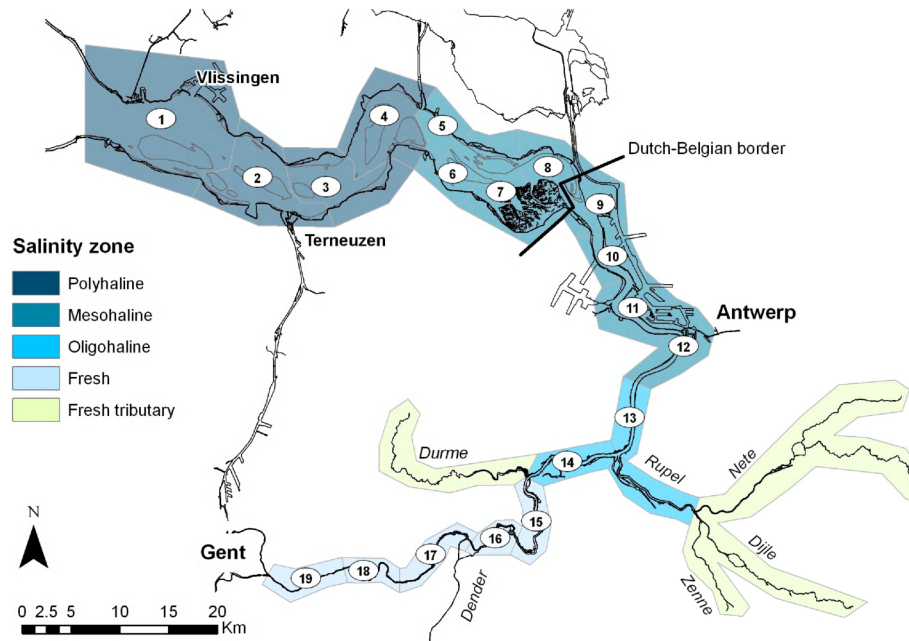 Vlissingen
1
4
5
Dutch-Belgian border
8
6
2
3
7
9
Terneuzen
Salinity zone
Polyhaline
Mesohaline
Oligohaline
Fresh
Fresh tributary
10
11
Antwerp
12
13
Durme
14
Rupel
Nete
15
16
17
18
19
Gent
Dender
Zenne
Dijle
N
0 2.5 5 10 15 20
Km